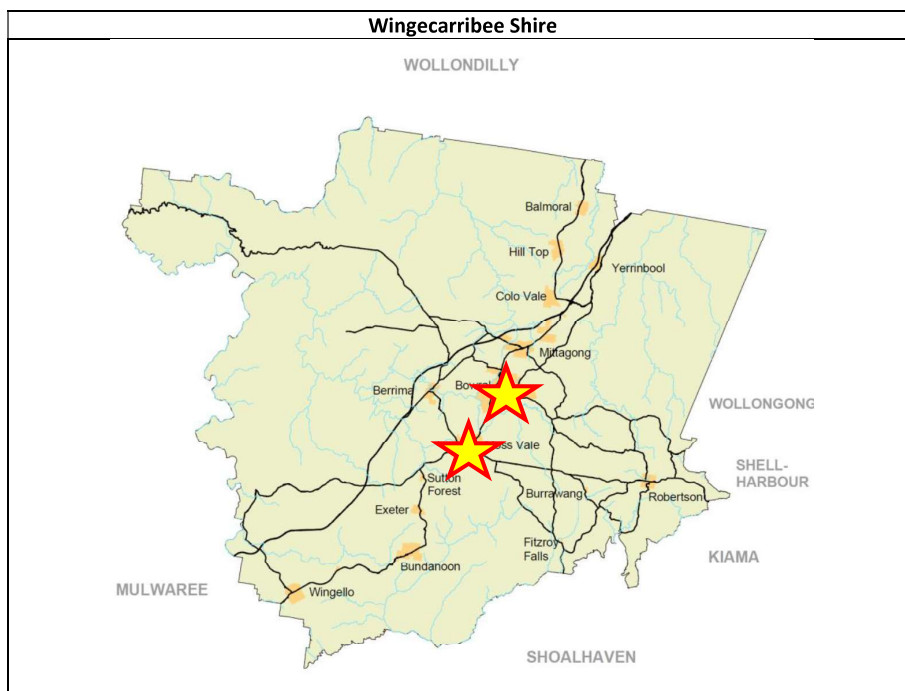 Wingecarribee Shire
WOLLONDILLY
Balmoral
Hill Top
Yerrinbool
Colo Vale
Mittagong
Berrima
WOLLONGONG
SHELL-
HARBOUR
Sutton
Forest
Burrawang
Robertson
Exeter
Fitzroy
Falls
KIAMA
Bundanoon
MULWAREE
Wingello
SHOALHAVEN
Vale